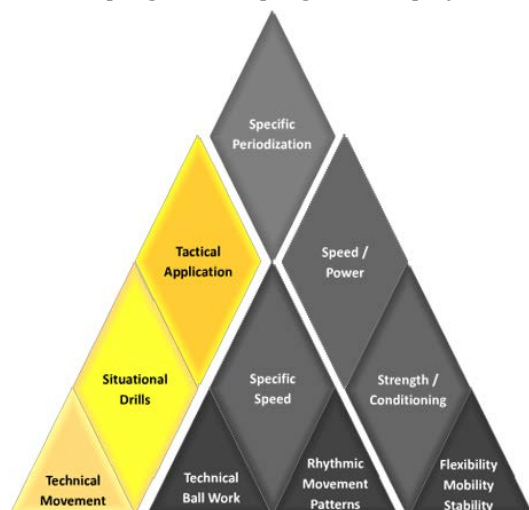 Specific
Periodization
Tactical
Application
Speed /
Power
Situational
Drills
Specific
Speed
Strength /
Conditioning
Technical
Movement
Technical
Ball Work
Rhythmic
Movement
Patterns
Flexibility
Mobility
Stability